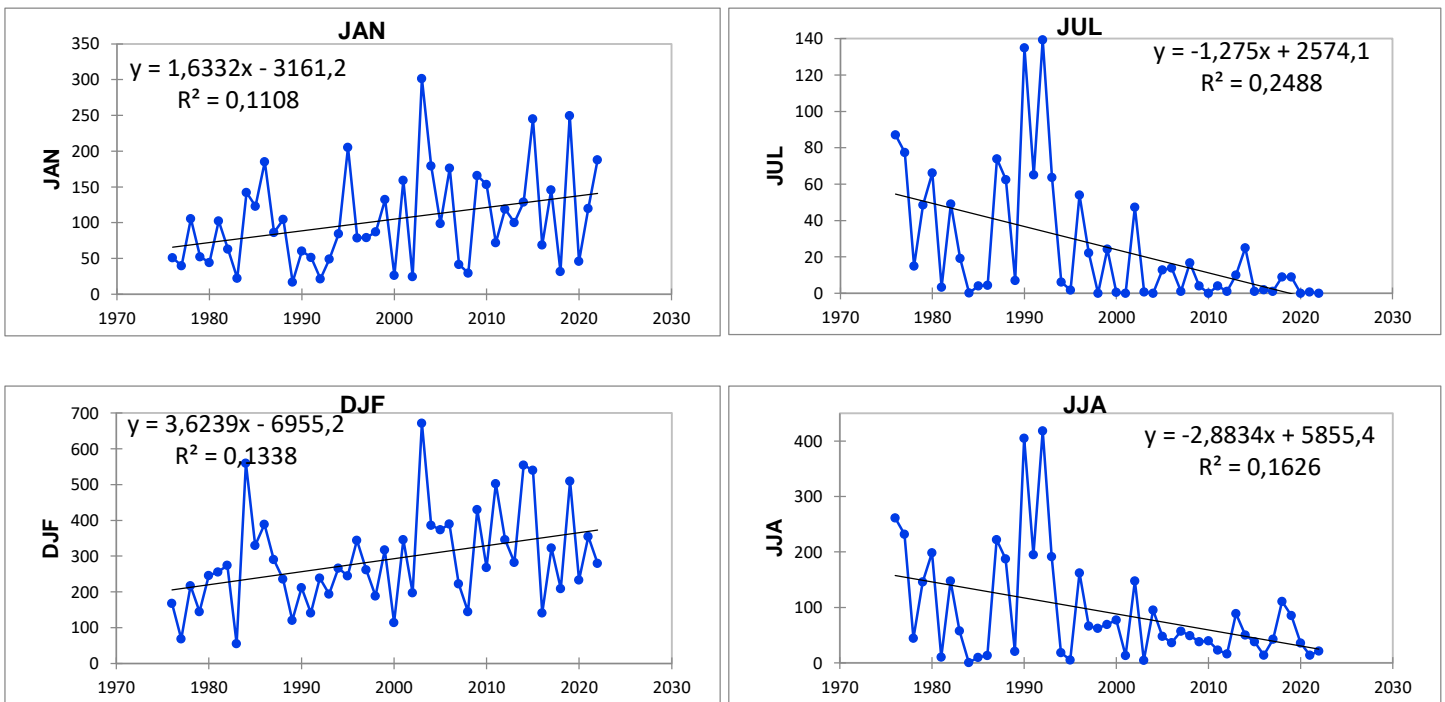 JAN
y = 1,6332x - 3161,2
R² = 0,1108
350
300
250
200
150
100
50
0
JAN
1970 1980 1990 2000 2010 2020 2030
JUL
y = -1,275x + 2574,1
R² = 0,2488
140
120
100
80
60
40
20
0
JUL
1970 1980 1990 2000 2010 2020 2030
DJF
y = 3,6239x - 6955,2
R² = 0,1338
700
600
500
400
300
200
100
0
DJF
1970 1980 1990 2000 2010 2020 2030
JJA
y = -2,8834x + 5855,4
R² = 0,1626
400
300
200
100
0
JJA
1970 1980 1990 2000 2010 2020 2030